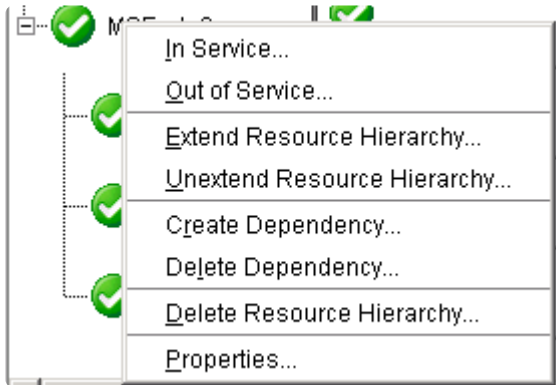 In Service...
Out of Service...
Extend Resource Hierarchy...
Unextend Resource Hierarchy...
Create Dependency...
Delete Dependency...
Delete Resource Hierarchy...
Properties...